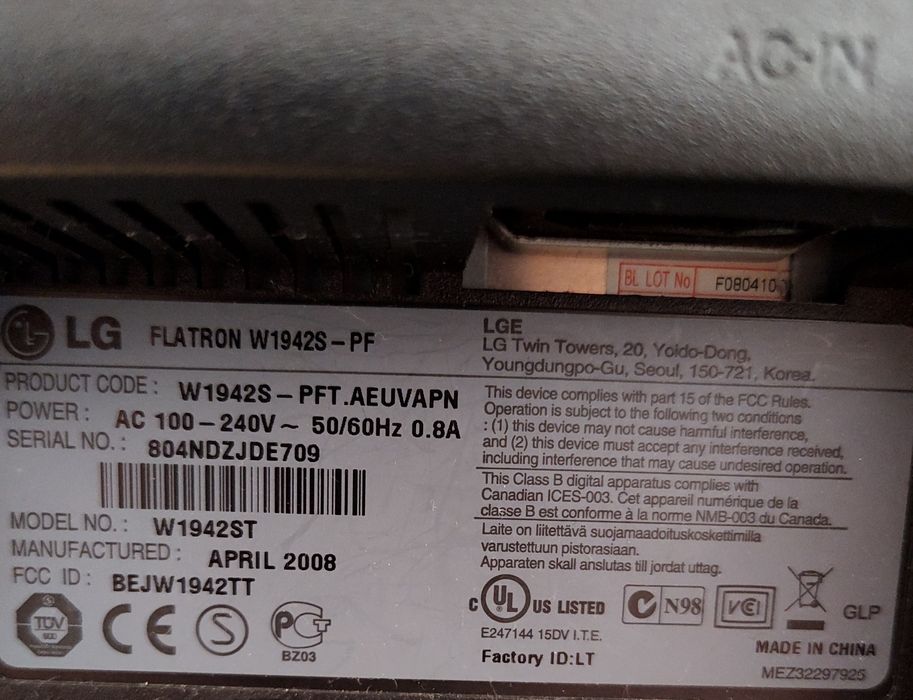 AC-IN
BL LOT No F080410
LG FLATRON W1942S-PF
PRODUCT CODE: W1942S-PFT.AEUVAPN
POWER: AC 100-240V~ 50/60Hz 0.8A
SERIAL NO.: 804NDZJDE709
MODEL NO.: W1942ST
MANUFACTURED: APRIL 2008
FCC ID: BEJW1942TT
TÜV
CE
S
PCT
BZ03
LGE
LG Twin Towers, 20, Yoido-Dong,
Youngdungpo-Gu, Seoul, 150-721, Korea.
This device complies with part 15 of the FCC Rules.
Operation is subject to the following two conditions
: (1) this device may not cause harmful interference,
and (2) this device must accept any interference received,
including interference that may cause undesired operation.
This Class B digital apparatus complies with
Canadian ICES-003. Cet appareil numérique de la
classe B est conforme à la norme NMB-003 du Canada.
Laite on liitettävä suojamaadoituskoskettimilla
varustettuun pistorasiaan.
Apparaten skall anslutas till jordat uttag.
C UL US LISTED
E247144 15DV I.T.E.
Factory ID:LT
N98
VCI
GLP
MADE IN CHINA
MEZ32297925